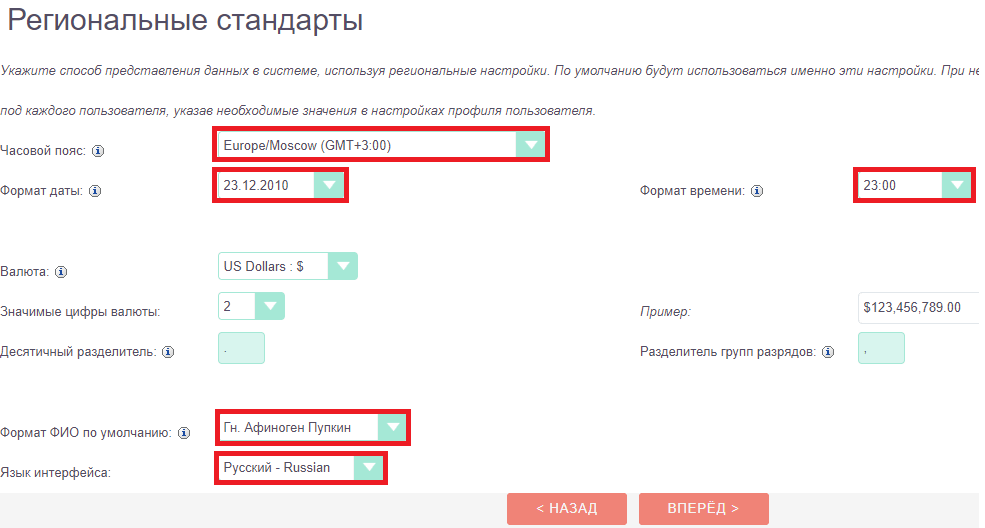 Региональные стандарты
Укажите способ представления данных в системе, используя региональные настройки. По умолчанию будут использоваться именно эти настройки. При не
под каждого пользователя, указав необходимые значения в настройках профиля пользователя.
Часовой пояс: Europe/Moscow (GMT+3:00)
Формат даты: 23.12.2010 Формат времени: 23:00
Валюта: US Dollars : $
Значимые цифры валюты: 2 Пример: $123,456,789.00
Десятичный разделитель: . Разделитель групп разрядов: ,
Формат ФИО по умолчанию: Гн. Афиноген Пупкин
Язык интерфейса: Русский - Russian
< НАЗАД ВПЕРЁД >